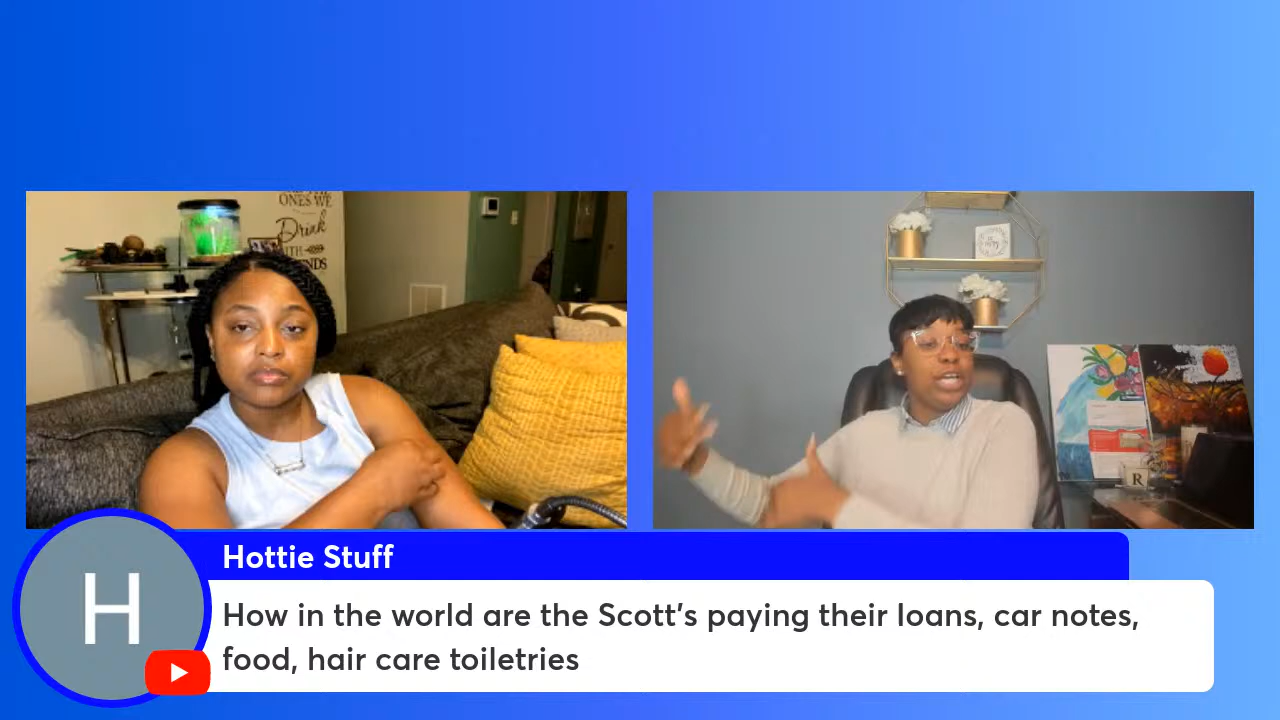 ONES WE
Drink
WITH
R
H
Hottie Stuff
How in the world are the Scott's paying their loans, car notes,
food, hair care toiletries